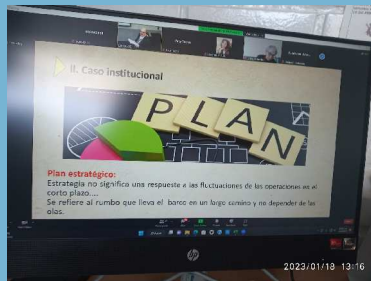 II. Caso institucional
PLAN
Plan estratégico:
Estrategia no significo una respuesta a las fluctuaciones de las operaciones en el
corto plazo....
Se refiere al rumbo que lleva el barco en un largo camino y no depender de las
olas.
hp
2023/01/18 13:16